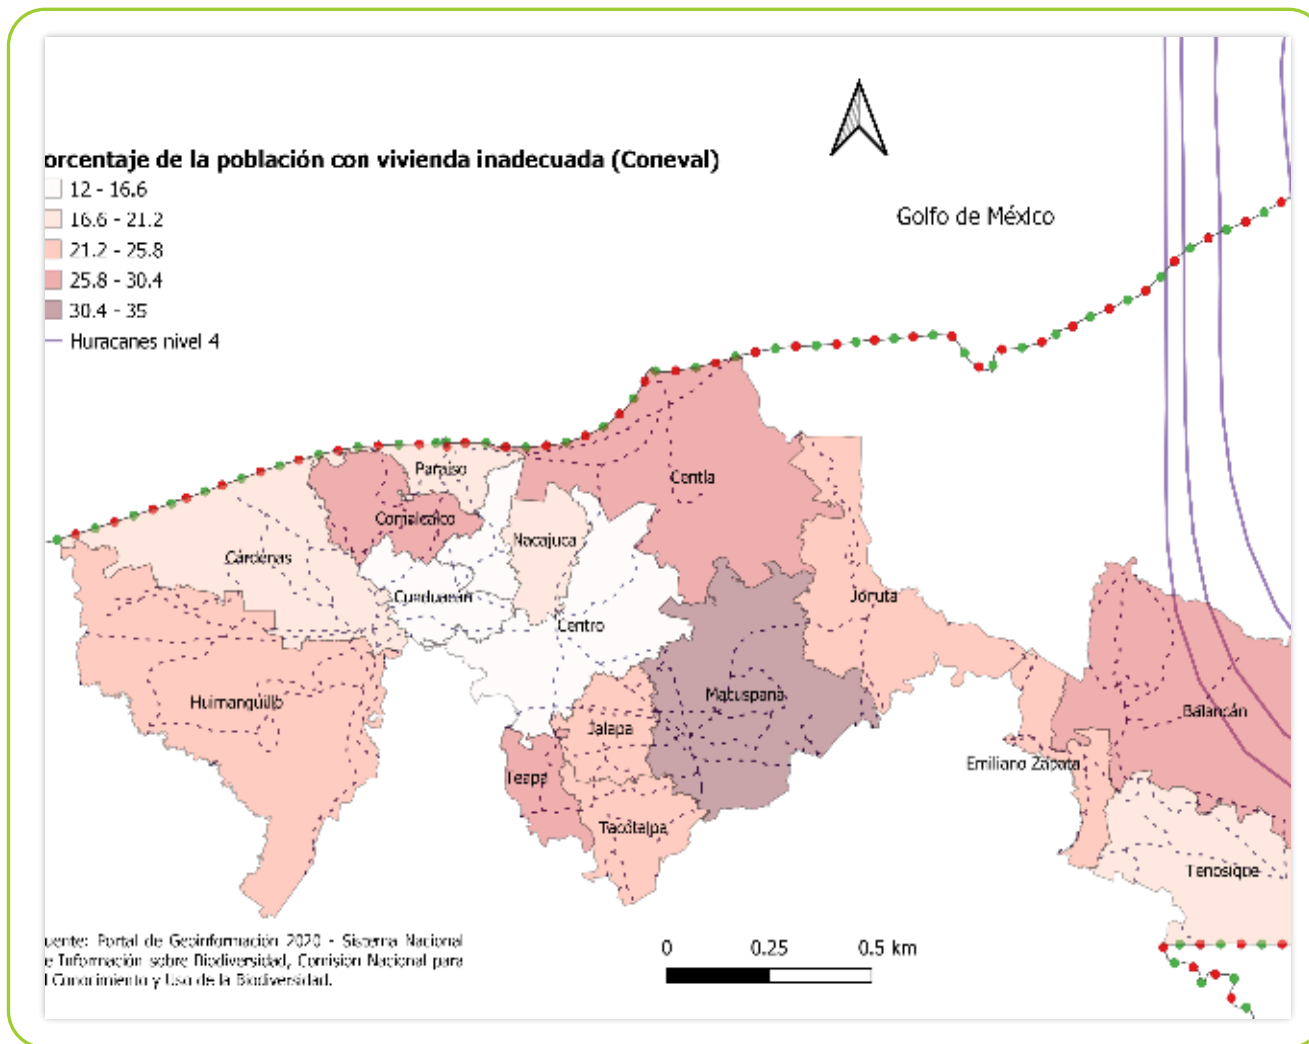 orcentaje de la población con vivienda inadecuada (Coneval)
12 - 16.6
16.6 - 21.2
21.2 - 25.8
25.8 - 30.4
30.4 - 35
Huracanes nivel 4
Golfo de México
Paraíso
Centla
Comalcalco
Nacajuca
Cárdenas
Cunduacán
Centro
Jonuta
Huimanguillo
Macuspana
Balancán
Jalapa
Emiliano Zapata
Teapa
Tacotalpa
Tenosique
uente: Portal de Geoinformación 2020 - Sistema Nacional
e Información sobre Biodiversidad, Comisión Nacional para
l Conocimiento y Uso de la Biodiversidad.
0 0.25 0.5 km